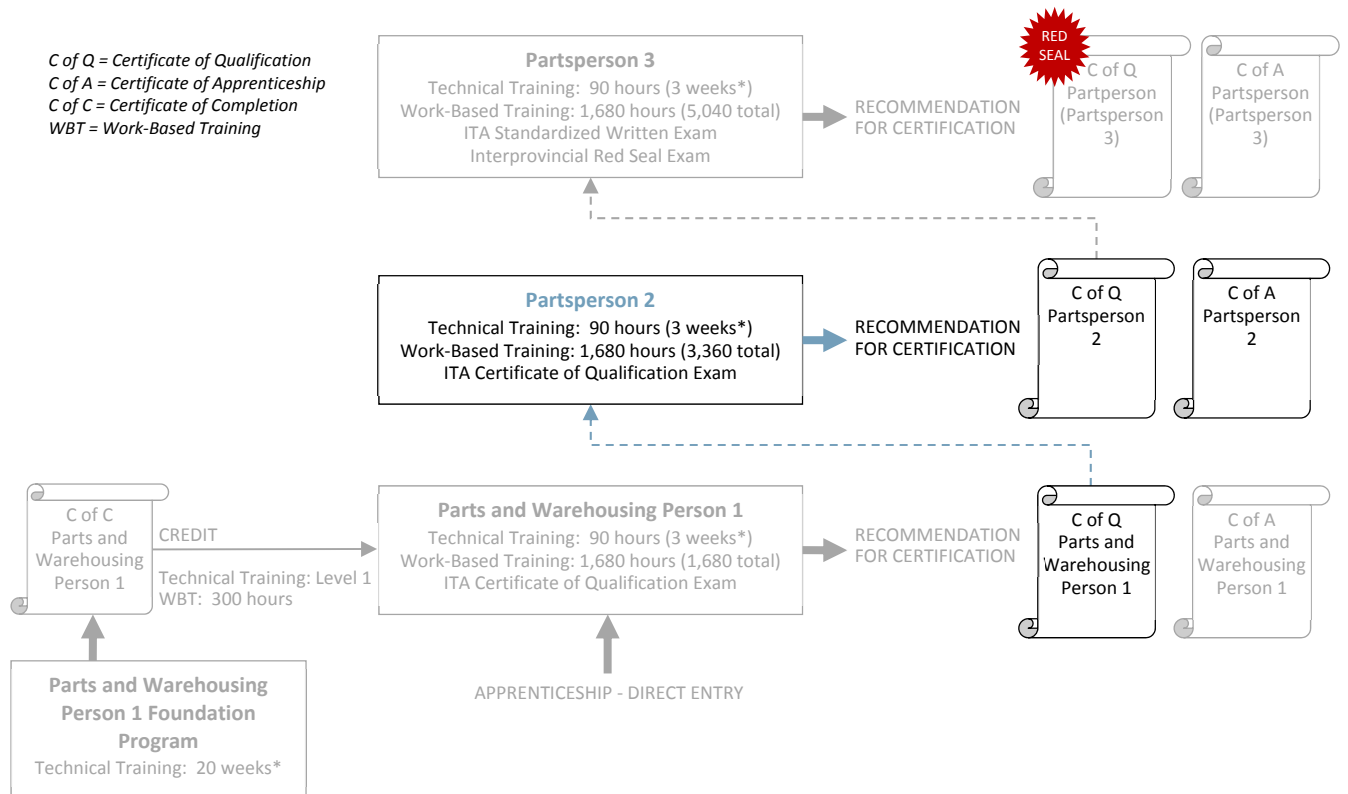 C of Q = Certificate of Qualification
C of A = Certificate of Apprenticeship
C of C = Certificate of Completion
WBT = Work-Based Training
Partsperson 3
Technical Training:  90 hours (3 weeks*)
Work-Based Training: 1,680 hours (5,040 total)
ITA Standardized Written Exam
Interprovincial Red Seal Exam
RECOMMENDATION
FOR CERTIFICATION
RED
SEAL
C of Q
Partperson
(Partsperson
3)
C of A
Partsperson
(Partsperson
3)
Partsperson 2
Technical Training:  90 hours (3 weeks*)
Work-Based Training: 1,680 hours (3,360 total)
ITA Certificate of Qualification Exam
RECOMMENDATION
FOR CERTIFICATION
C of Q
Partsperson
2
C of A
Partsperson
2
C of C
Parts and
Warehousing
Person 1
CREDIT
Technical Training: Level 1
WBT:  300 hours
Parts and Warehousing Person 1
Technical Training:  90 hours (3 weeks*)
Work-Based Training: 1,680 hours (1,680 total)
ITA Certificate of Qualification Exam
RECOMMENDATION
FOR CERTIFICATION
C of Q
Parts and
Warehousing
Person 1
C of A
Parts and
Warehousing
Person 1
Parts and Warehousing
Person 1 Foundation
Program
Technical Training:  20 weeks*
APPRENTICESHIP - DIRECT ENTRY